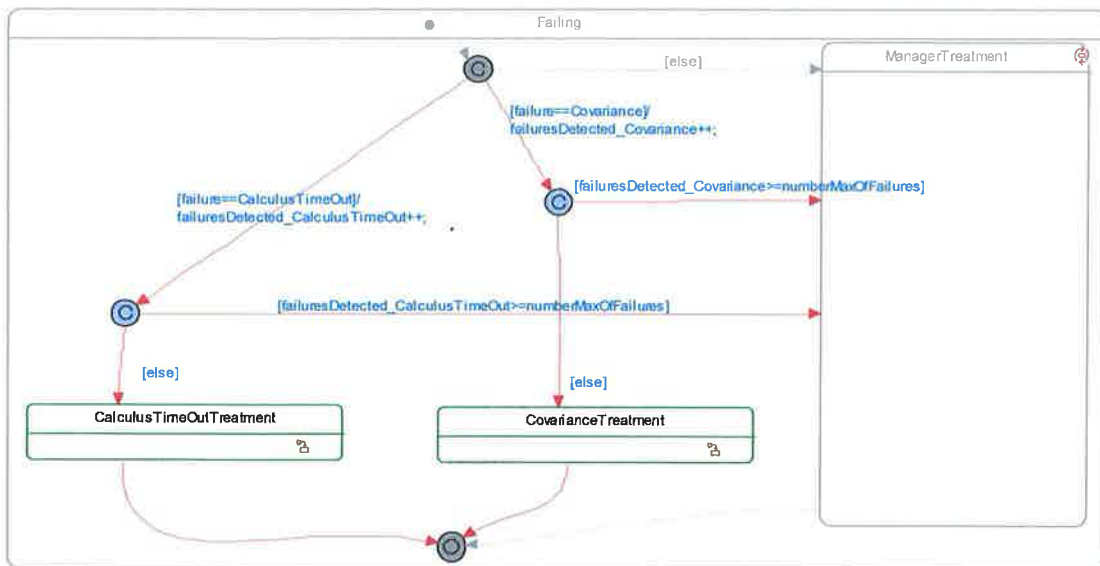 Failing
[else]
ManagerTreatment
[failure==Covariance]/
failuresDetected_Covariance++;
[failuresDetected_Covariance>=numberMaxOfFailures]
[failure==CalculusTimeOut]/
failuresDetected_CalculusTimeOut++;
[failuresDetected_CalculusTimeOut>=numberMaxOfFailures]
[else]
[else]
CalculusTimeOutTreatment
CovarianceTreatment